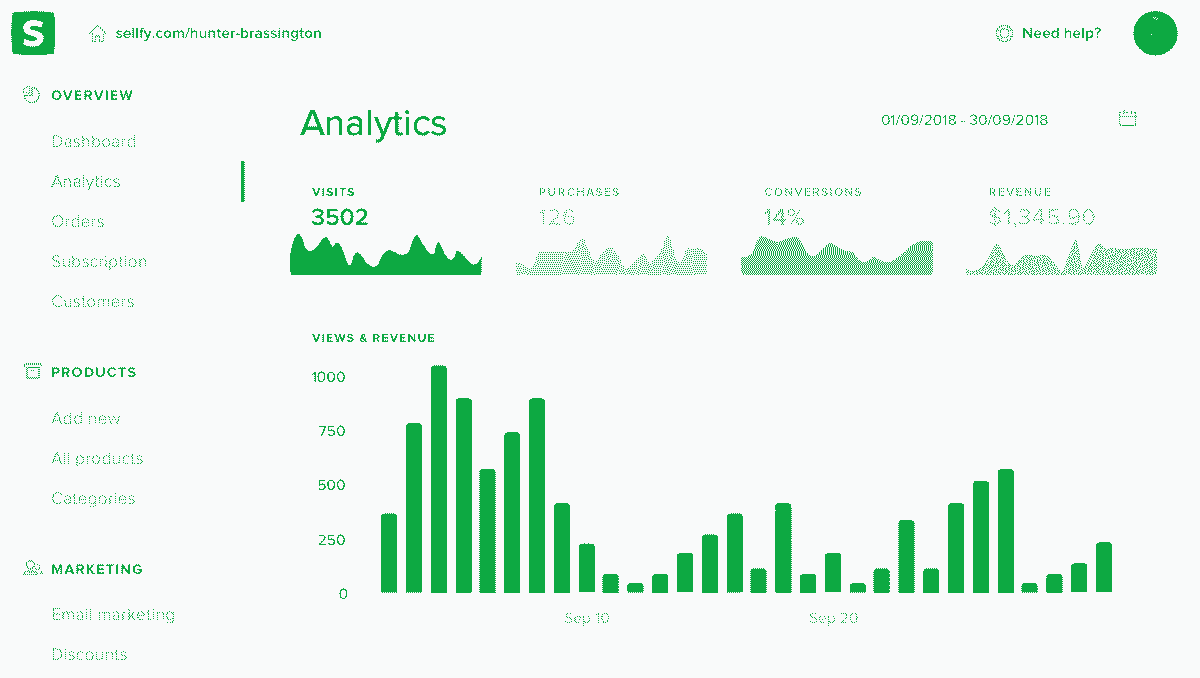 S
sellfy.com/hunter-brassington
Need help?
OVERVIEW
Dashboard
Analytics
Orders
Subscription
Customers
PRODUCTS
Add new
All products
Categories
MARKETING
Email marketing
Discounts
Analytics
01/09/2018 - 30/09/2018
VISITS
3502
PURCHASES
126
CONVERSIONS
14%
REVENUE
$1,345.90
VIEWS & REVENUE
1000
750
500
250
0
Sep 10
Sep 20